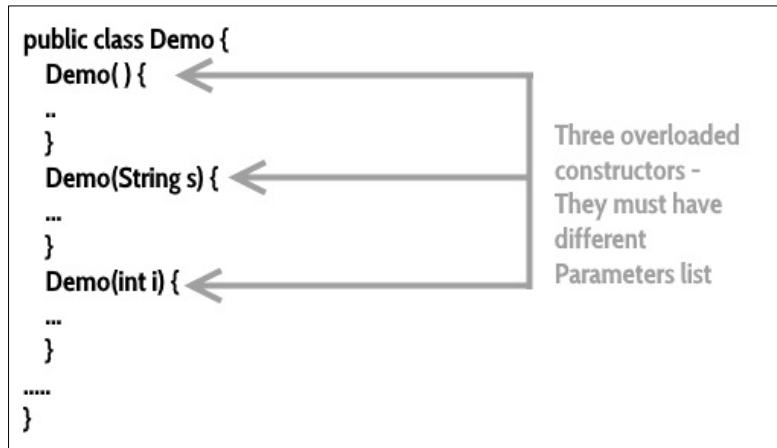 public class Demo {
Demo( ) {
..
}
Demo(String s) {
...
}
Demo(int i) {
...
}
.....
}
Three overloaded
constructors -
They must have
different
Parameters list